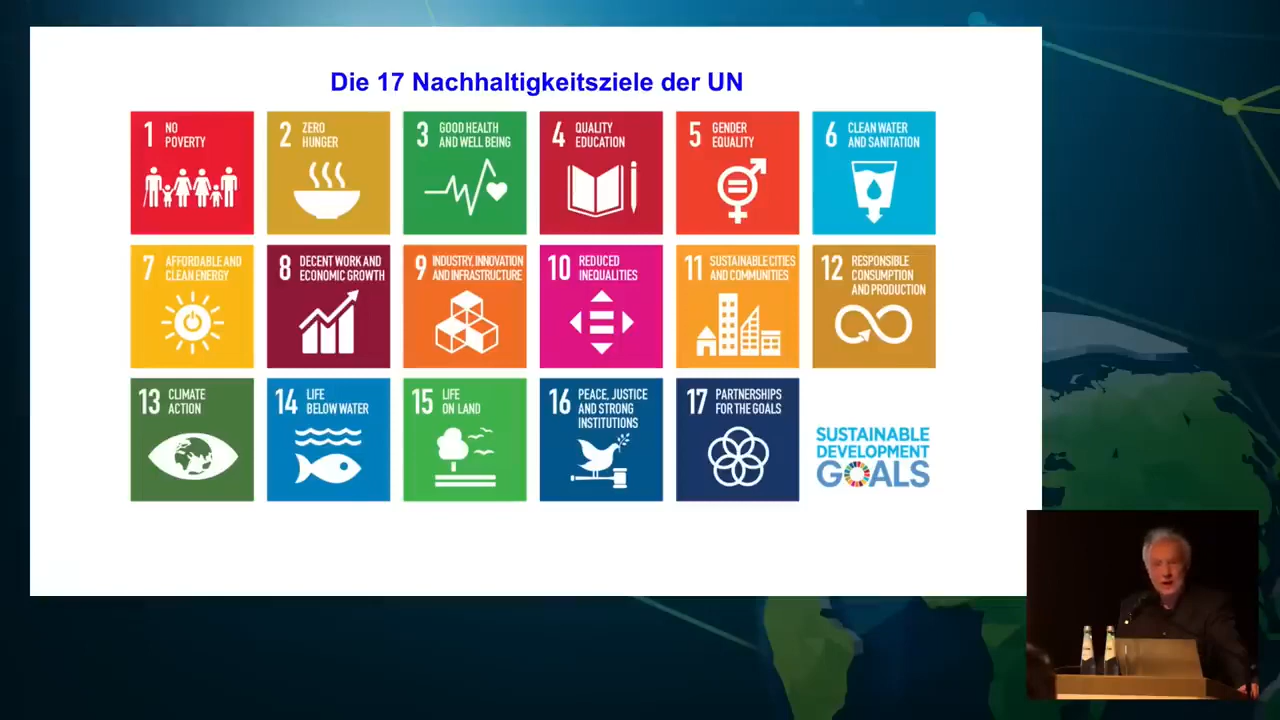 Die 17 Nachhaltigkeitsziele der UN
1 NO
POVERTY
2 ZERO
HUNGER
3 GOOD HEALTH
AND WELL BEING
4 QUALITY
EDUCATION
5 GENDER
EQUALITY
6 CLEAN WATER
AND SANITATION
7 AFFORDABLE AND
CLEAN ENERGY
8 DECENT WORK AND
ECONOMIC GROWTH
9 INDUSTRY, INNOVATION
AND INFRASTRUCTURE
10 REDUCED
INEQUALITIES
11 SUSTAINABLE CITIES
AND COMMUNITIES
12 RESPONSIBLE
CONSUMPTION
AND PRODUCTION
13 CLIMATE
ACTION
14 LIFE
BELOW WATER
15 LIFE
ON LAND
16 PEACE, JUSTICE
AND STRONG
INSTITUTIONS
17 PARTNERSHIPS
FOR THE GOALS
SUSTAINABLE
DEVELOPMENT
GOALS